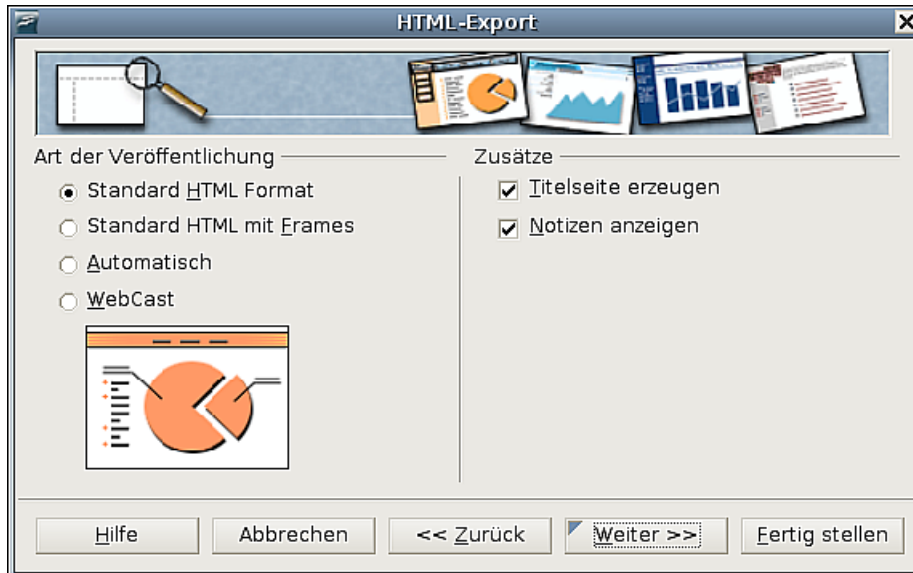 HTML-Export
Art der Veröffentlichung
Standard HTML Format
Standard HTML mit Frames
Automatisch
WebCast
Zusätze
Titelseite erzeugen
Notizen anzeigen
Hilfe
Abbrechen
<< Zurück
Weiter >>
Fertig stellen